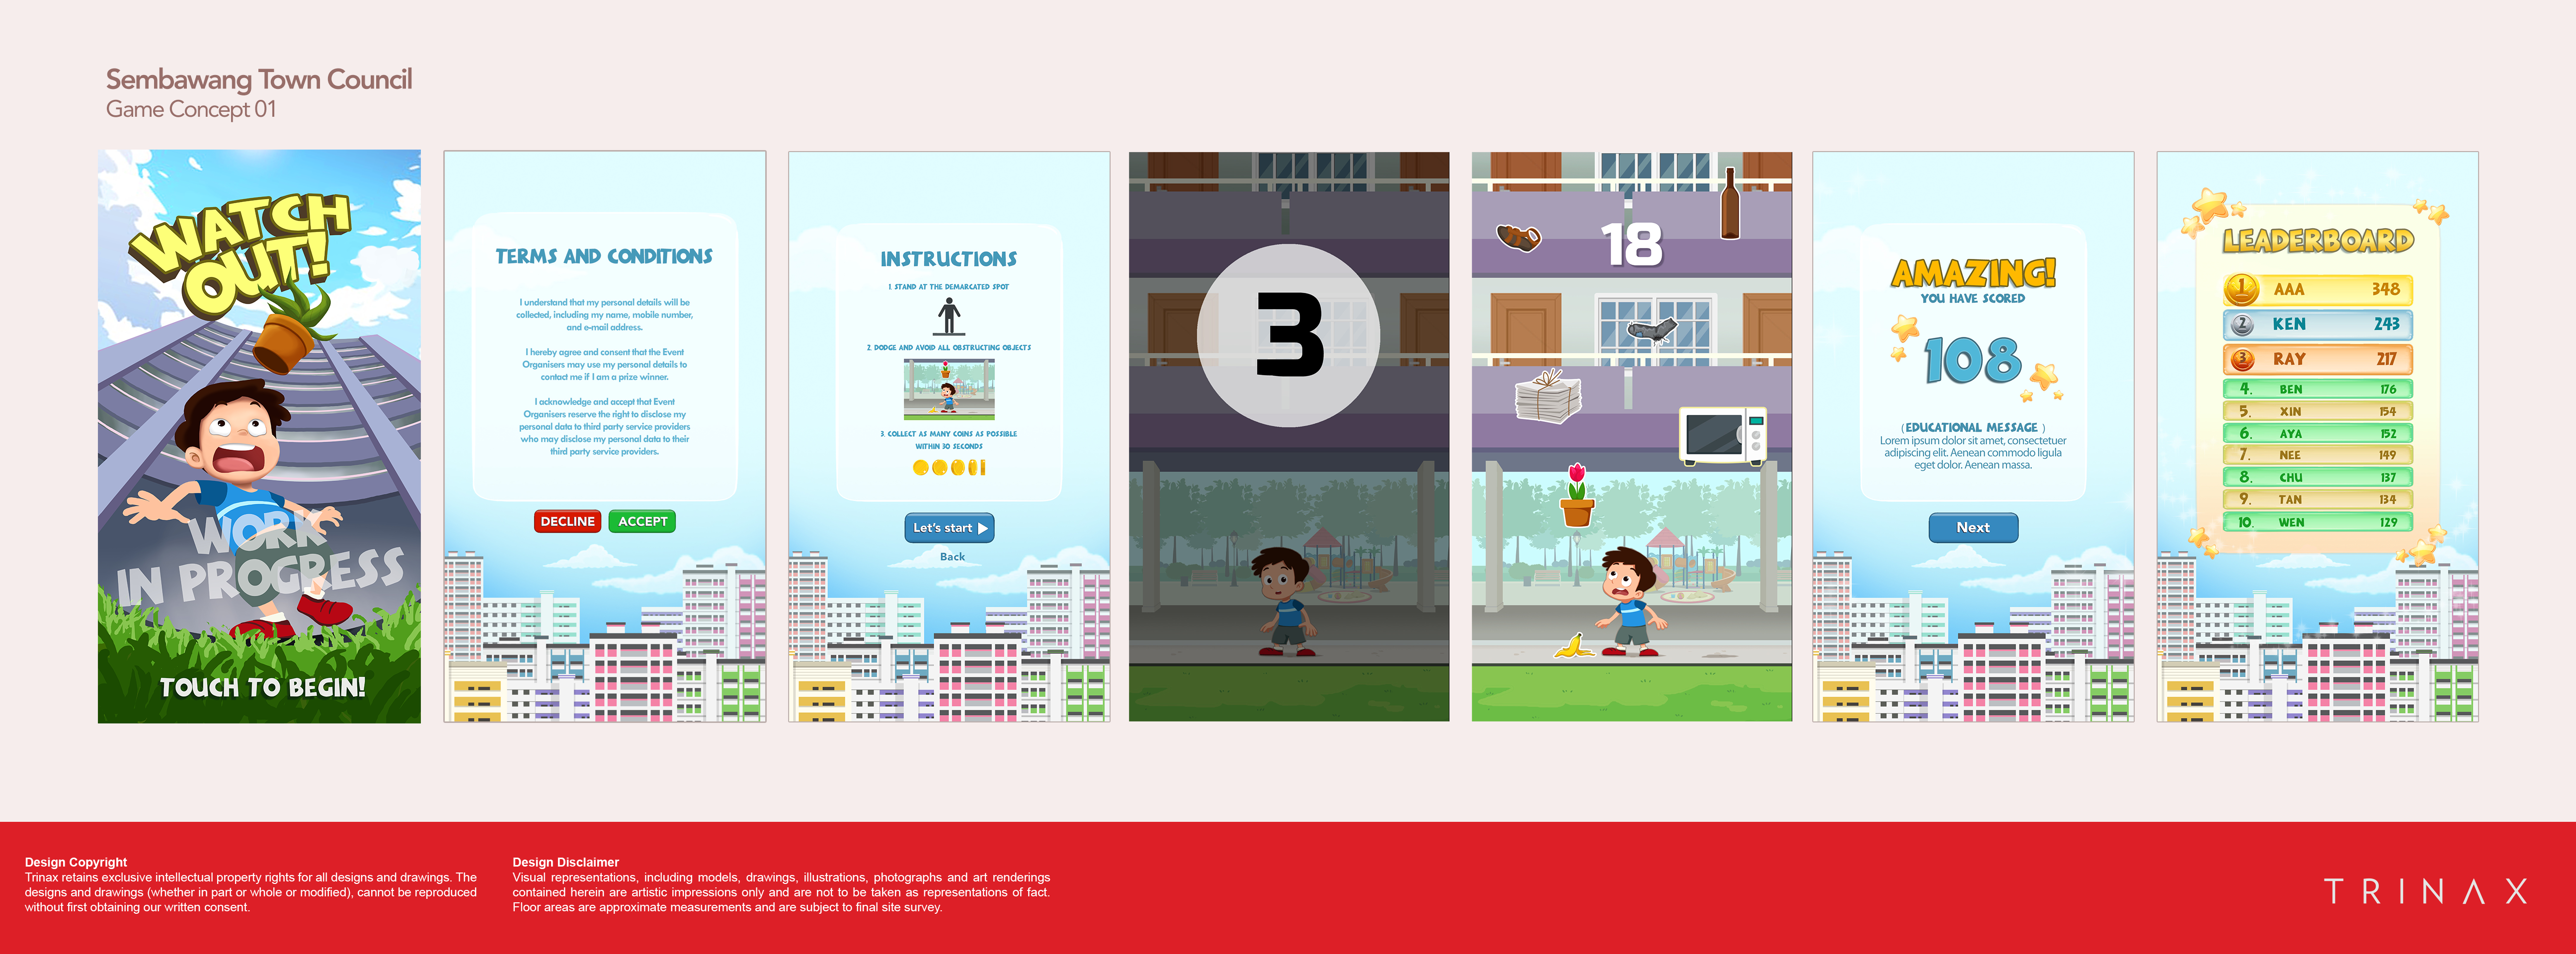 Sembawang Town Council
Game Concept 01
WATCH
OUT!
WORK
IN PROGRESS
TOUCH TO BEGIN!
TERMS AND CONDITIONS
I understand that my personal details will be
collected, including my name, mobile number,
and e-mail address.
I hereby agree and consent that the Event
Organisers may use my personal details to
contact me if I am a prize winner.
I acknowledge and accept that Event
Organisers reserve the right to disclose my
personal data to third party service providers
who may disclose my personal data to their
third party service providers.
DECLINE ACCEPT
INSTRUCTIONS
1. STAND AT THE DEMARCATED SPOT
2. DODGE AND AVOID ALL OBSTRUCTING OBJECTS
3. COLLECT AS MANY COINS AS POSSIBLE
WITHIN 30 SECONDS
Let's start
Back
3
18
AMAZING!
YOU HAVE SCORED
108
( EDUCATIONAL MESSAGE )
Lorem ipsum dolor sit amet, consectetuer
adipiscing elit. Aenean commodo ligula
eget dolor. Aenean massa.
Next
LEADERBOARD
1 AAA 348
2 KEN 243
3 RAY 217
4. BEN 176
5. XIN 154
6. AYA 152
7. NEE 149
8. CHU 137
9. TAN 134
10. WEN 129
Design Copyright
Trinax retains exclusive intellectual property rights for all designs and drawings. The
designs and drawings (whether in part or whole or modified), cannot be reproduced
without first obtaining our written consent.
Design Disclaimer
Visual representations, including models, drawings, illustrations, photographs and art renderings
contained herein are artistic impressions only and are not to be taken as representations of fact.
Floor areas are approximate measurements and are subject to final site survey.
TRINAX